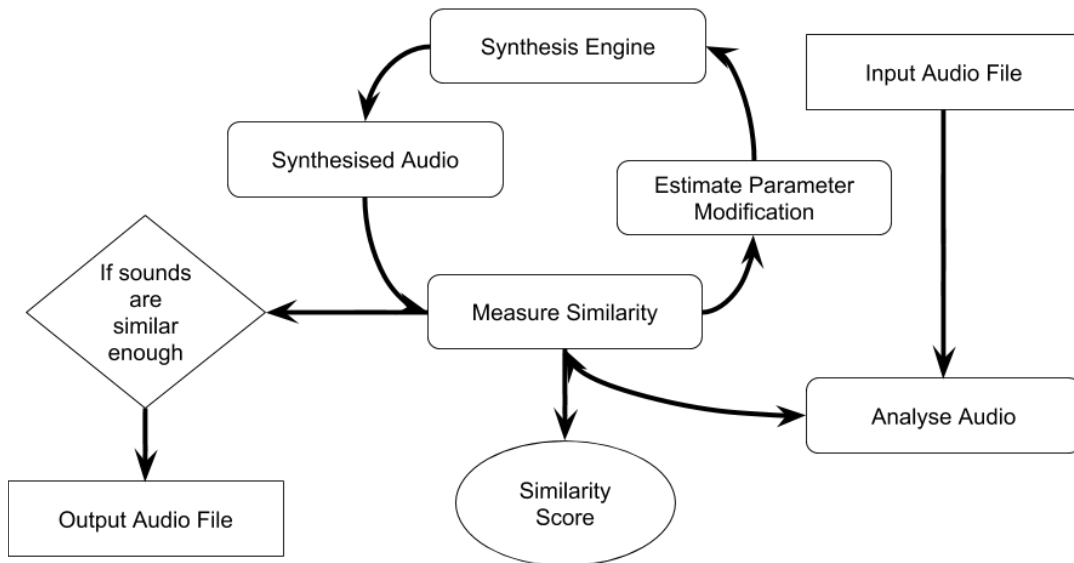 Synthesis Engine
Input Audio File
Synthesised Audio
Estimate Parameter
Modification
If sounds
are
similar
enough
Measure Similarity
Analyse Audio
Output Audio File
Similarity
Score